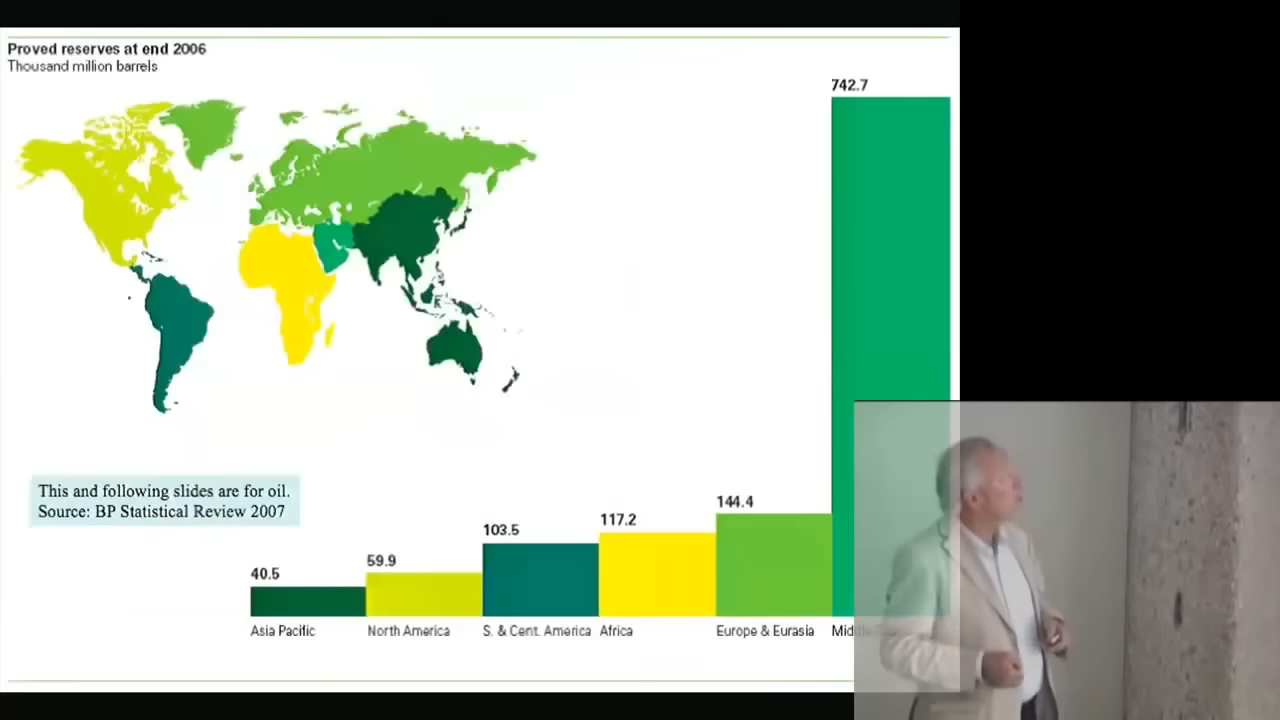 Proved reserves at end 2006
Thousand million barrels
742.7
This and following slides are for oil.
Source: BP Statistical Review 2007
144.4
117.2
103.5
59.9
40.5
Asia Pacific
North America
S. & Cent. America
Africa
Europe & Eurasia